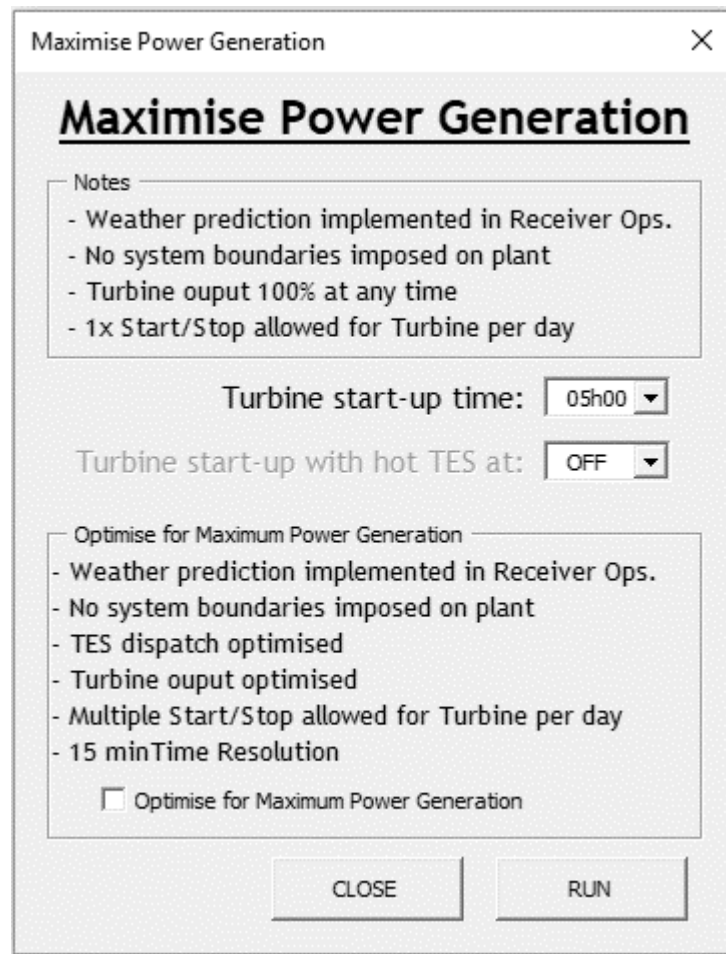 Maximise Power Generation
Maximise Power Generation
Notes
- Weather prediction implemented in Receiver Ops.
- No system boundaries imposed on plant
- Turbine ouput 100% at any time
- 1x Start/Stop allowed for Turbine per day
Turbine start-up time: 05h00
Turbine start-up with hot TES at: OFF
Optimise for Maximum Power Generation
- Weather prediction implemented in Receiver Ops.
- No system boundaries imposed on plant
- TES dispatch optimised
- Turbine ouput optimised
- Multiple Start/Stop allowed for Turbine per day
- 15 minTime Resolution
Optimise for Maximum Power Generation
CLOSE RUN